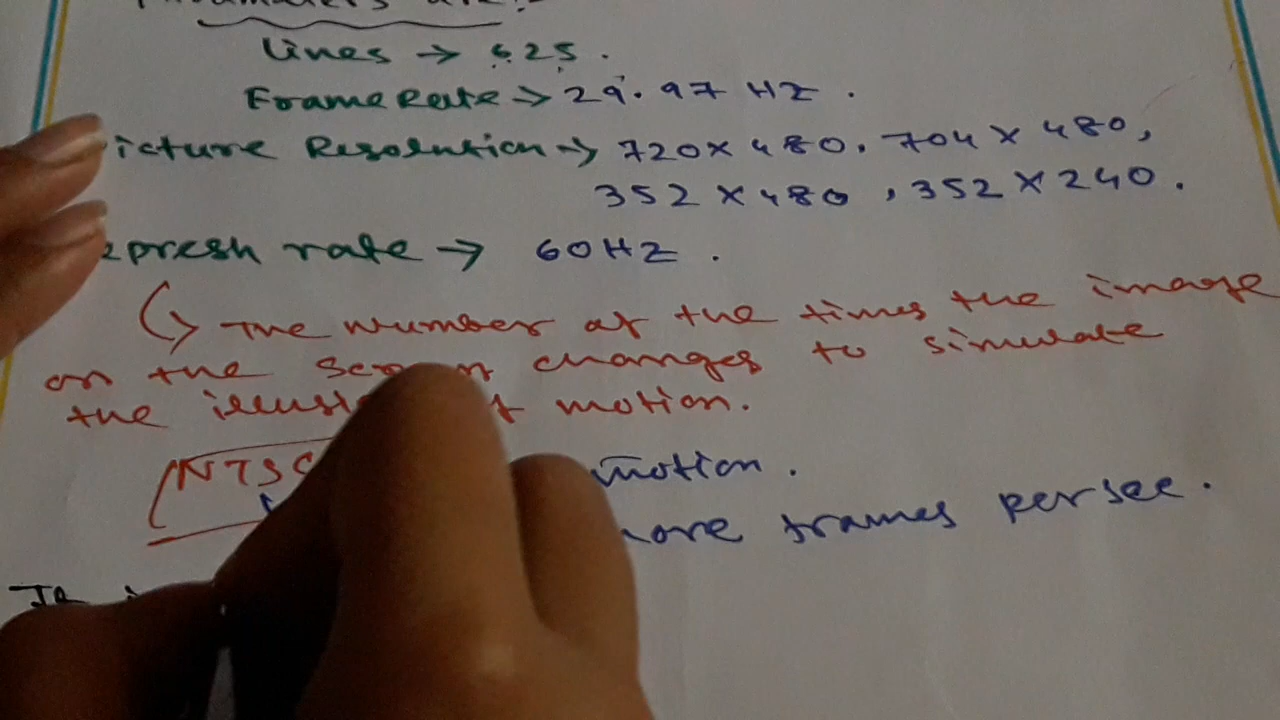 Lines → 625.
Frame Rate → 29.97 Hz.
icture Resolution → 720 x 480, 704 x 480,
352 x 480, 352 x 240.
epresh rate → 60Hz.
↳ The number of the times the image
on the changes to simulate
the motion.
NTSC motion.
more frames per sec.